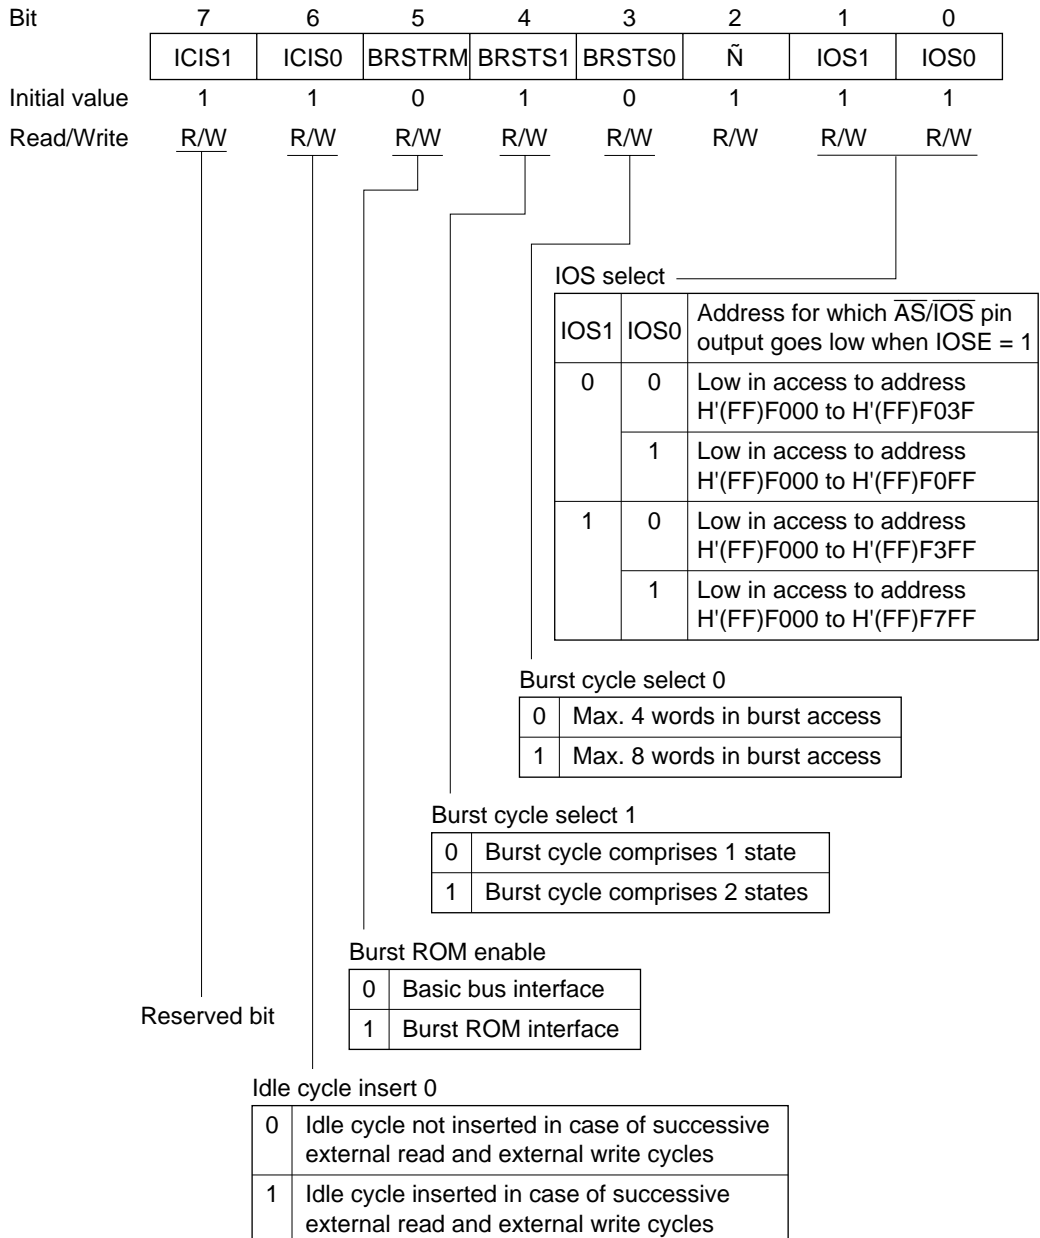 Bit 7 6 5 4 3 2 1 0
ICIS1 ICIS0 BRSTRM BRSTS1 BRSTS0 Ñ IOS1 IOS0
Initial value 1 1 0 1 0 1 1 1
Read/Write R/W R/W R/W R/W R/W R/W R/W R/W
IOS select
IOS1 IOS0 Address for which AS/IOS pin
output goes low when IOSE = 1
0 0 Low in access to address
H'(FF)F000 to H'(FF)F03F
1 Low in access to address
H'(FF)F000 to H'(FF)F0FF
1 0 Low in access to address
H'(FF)F000 to H'(FF)F3FF
1 Low in access to address
H'(FF)F000 to H'(FF)F7FF
Burst cycle select 0
0 Max. 4 words in burst access
1 Max. 8 words in burst access
Burst cycle select 1
0 Burst cycle comprises 1 state
1 Burst cycle comprises 2 states
Burst ROM enable
0 Basic bus interface
1 Burst ROM interface
Reserved bit
Idle cycle insert 0
0 Idle cycle not inserted in case of successive
external read and external write cycles
1 Idle cycle inserted in case of successive
external read and external write cycles